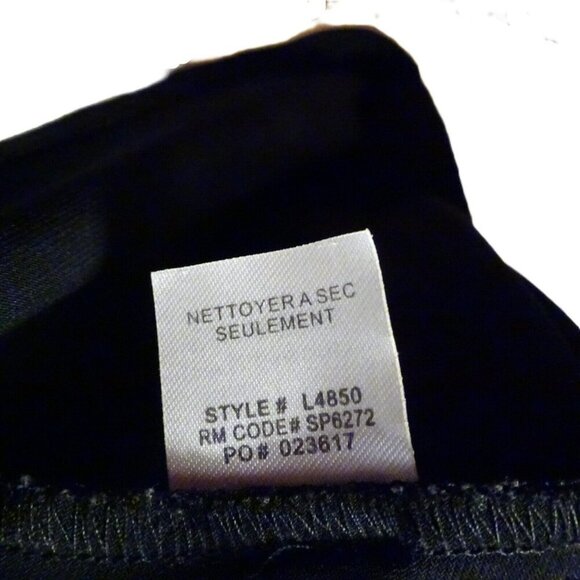 NETTOYER A SEC
SEULEMENT
STYLE# L4850
RM CODE# SP6272
PO# 023617